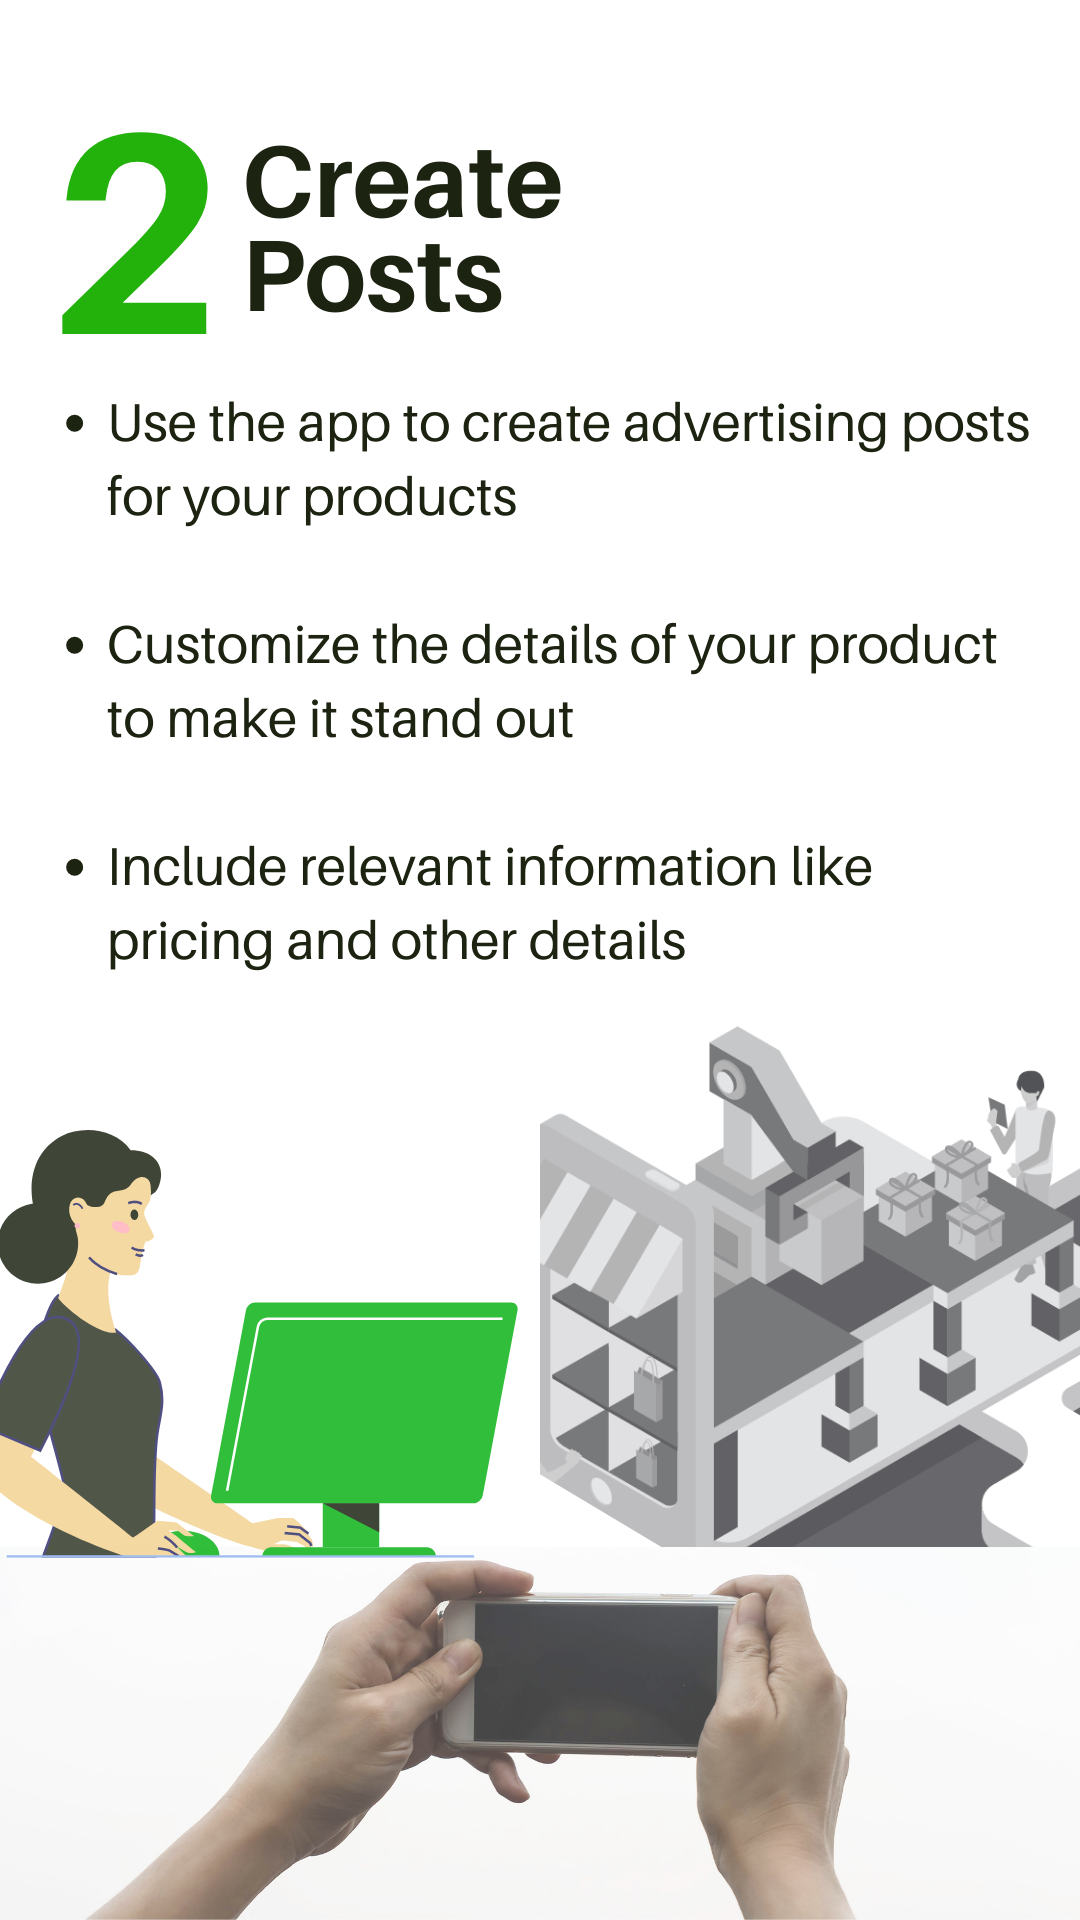 2
Create
Posts
• Use the app to create advertising posts
for your products
• Customize the details of your product
to make it stand out
• Include relevant information like
pricing and other details